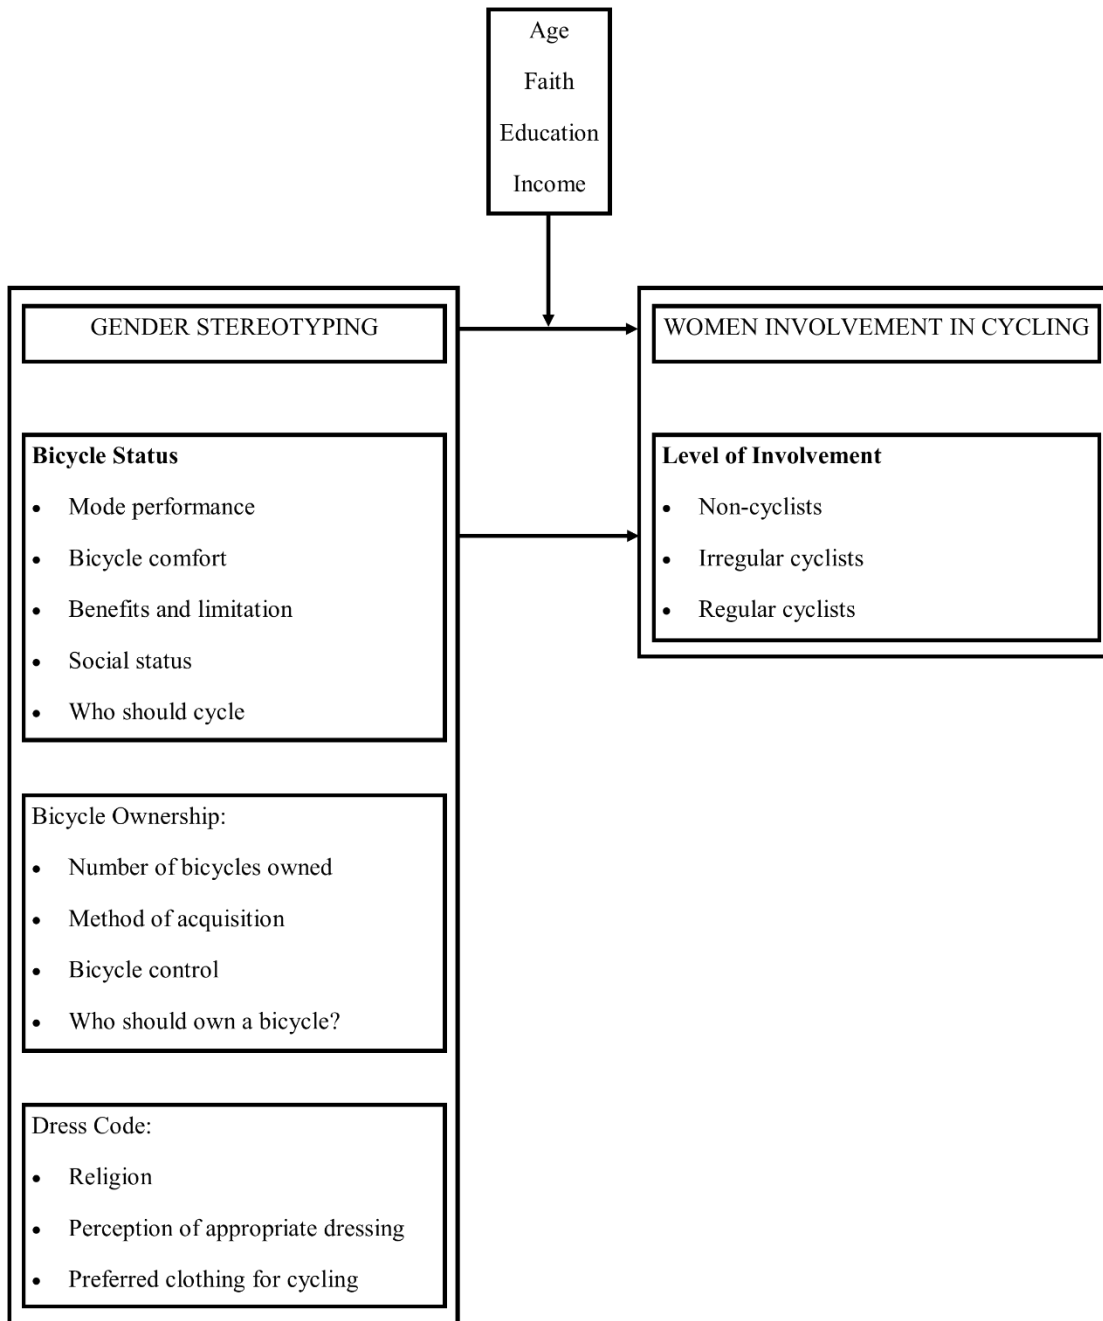 Age
Faith
Education
Income
GENDER STEREOTYPING
WOMEN INVOLVEMENT IN CYCLING
Bicycle Status
• Mode performance
• Bicycle comfort
• Benefits and limitation
• Social status
• Who should cycle
Level of Involvement
• Non-cyclists
• Irregular cyclists
• Regular cyclists
Bicycle Ownership:
• Number of bicycles owned
• Method of acquisition
• Bicycle control
• Who should own a bicycle?
Dress Code:
• Religion
• Perception of appropriate dressing
• Preferred clothing for cycling